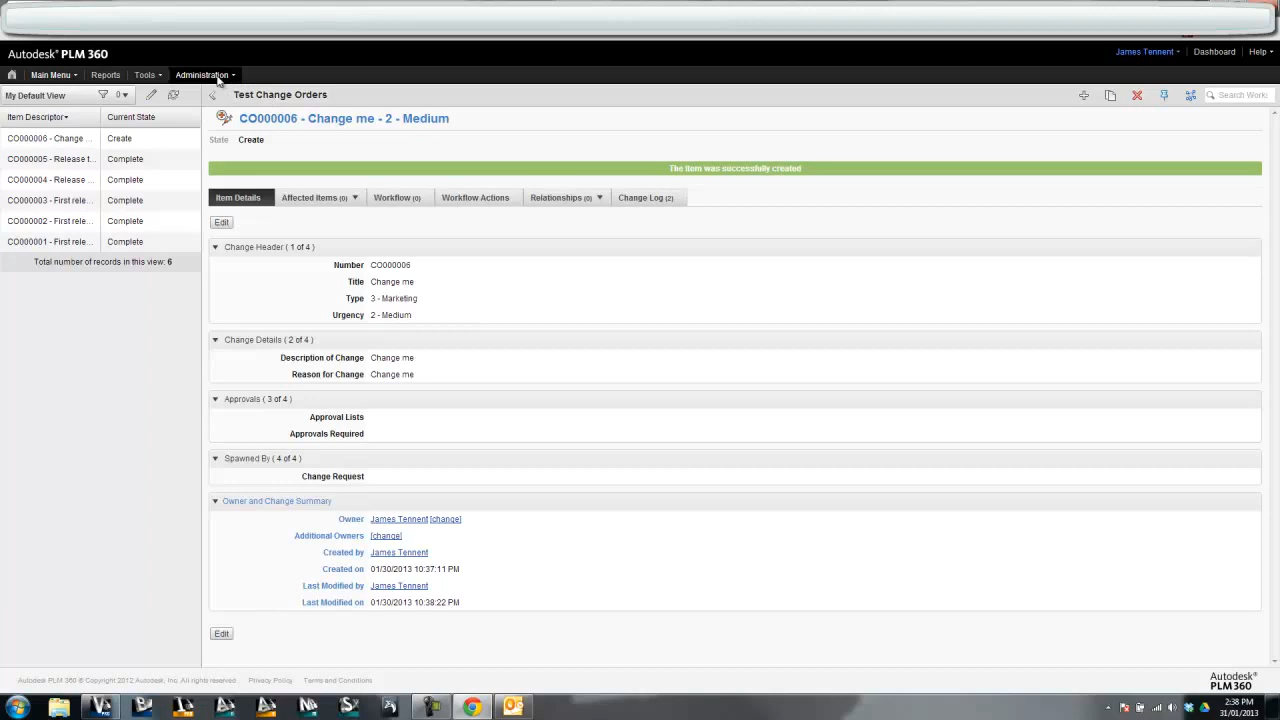 Autodesk® PLM 360
James Tennent
Dashboard
Help
Main Menu
Reports
Tools
Administration
My Default View
0
Test Change Orders
Search Work:
Item Descriptor
Current State
CO000006 - Change ...
Create
CO000005 - Release t...
Complete
CO000004 - Release ...
Complete
CO000003 - First rele...
Complete
CO000002 - First rele...
Complete
CO000001 - First rele...
Complete
Total number of records in this view: 6
CO000006 - Change me - 2 - Medium
State Create
The item was successfully created
Item Details
Affected Items (0)
Workflow (0)
Workflow Actions
Relationships (0)
Change Log (2)
Edit
Change Header ( 1 of 4 )
Number CO000006
Title Change me
Type 3 - Marketing
Urgency 2 - Medium
Change Details ( 2 of 4 )
Description of Change Change me
Reason for Change Change me
Approvals ( 3 of 4 )
Approval Lists
Approvals Required
Spawned By ( 4 of 4 )
Change Request
Owner and Change Summary
Owner James Tennent [change]
Additional Owners [change]
Created by James Tennent
Created on 01/30/2013 10:37:11 PM
Last Modified by James Tennent
Last Modified on 01/30/2013 10:38:22 PM
Edit
Autodesk PLM 360 © Copyright 2012 Autodesk, Inc. All rights reserved.
Privacy Policy
Terms and Conditions
Autodesk®
PLM 360
2:38 PM
31/01/2013